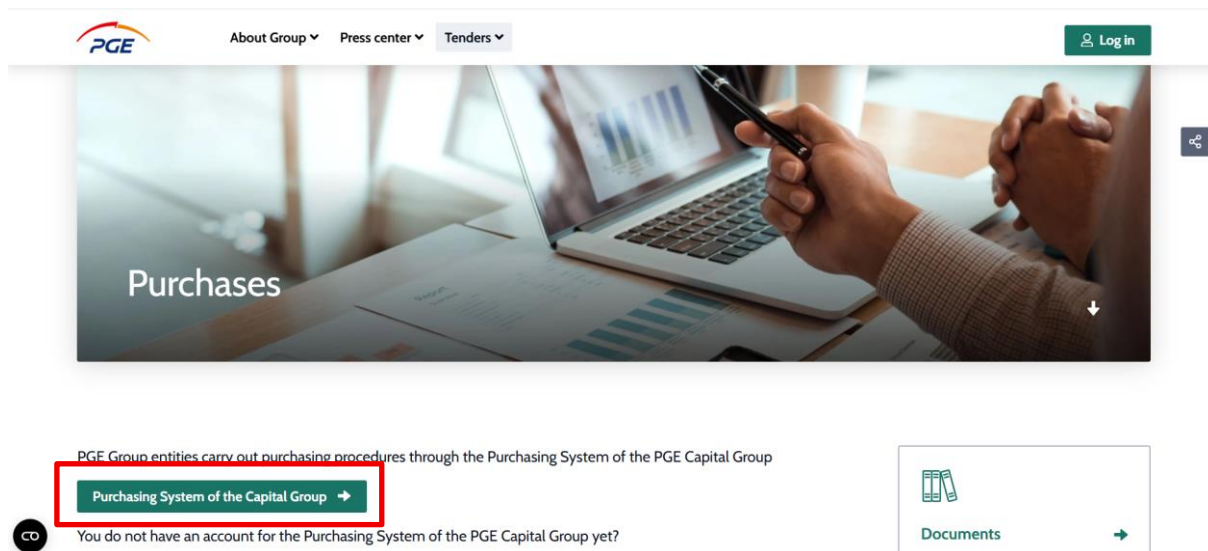 PGE
About Group
Press center
Tenders
Log in
Purchases
Report
PGE Group entities carry out purchasing procedures through the Purchasing System of the PGE Capital Group
Purchasing System of the Capital Group
You do not have an account for the Purchasing System of the PGE Capital Group yet?
Documents